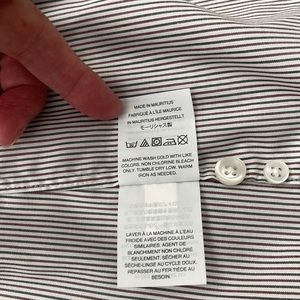 MADE IN MAURITIUS
FABRIQUÉ À L'ÎLE MAURICE
IN MAURITIUS HERGESTELLT
モーリシャス製
MACHINE WASH COLD WITH LIKE
COLORS. NON CHLORINE BLEACH
ONLY. TUMBLE DRY LOW. WARM
IRON AS NEEDED.
LAVER À LA MACHINE À L'EAU
FROIDE AVEC DES COULEURS
SIMILAIRES. AGENT DE
BLANCHIMENT NON CHLORÉ
SEULEMENT. SÉCHER AU
SÈCHE-LINGE AU CYCLE DOUX.
REPASSER AU FER TIÈDE AU
BESOIN.